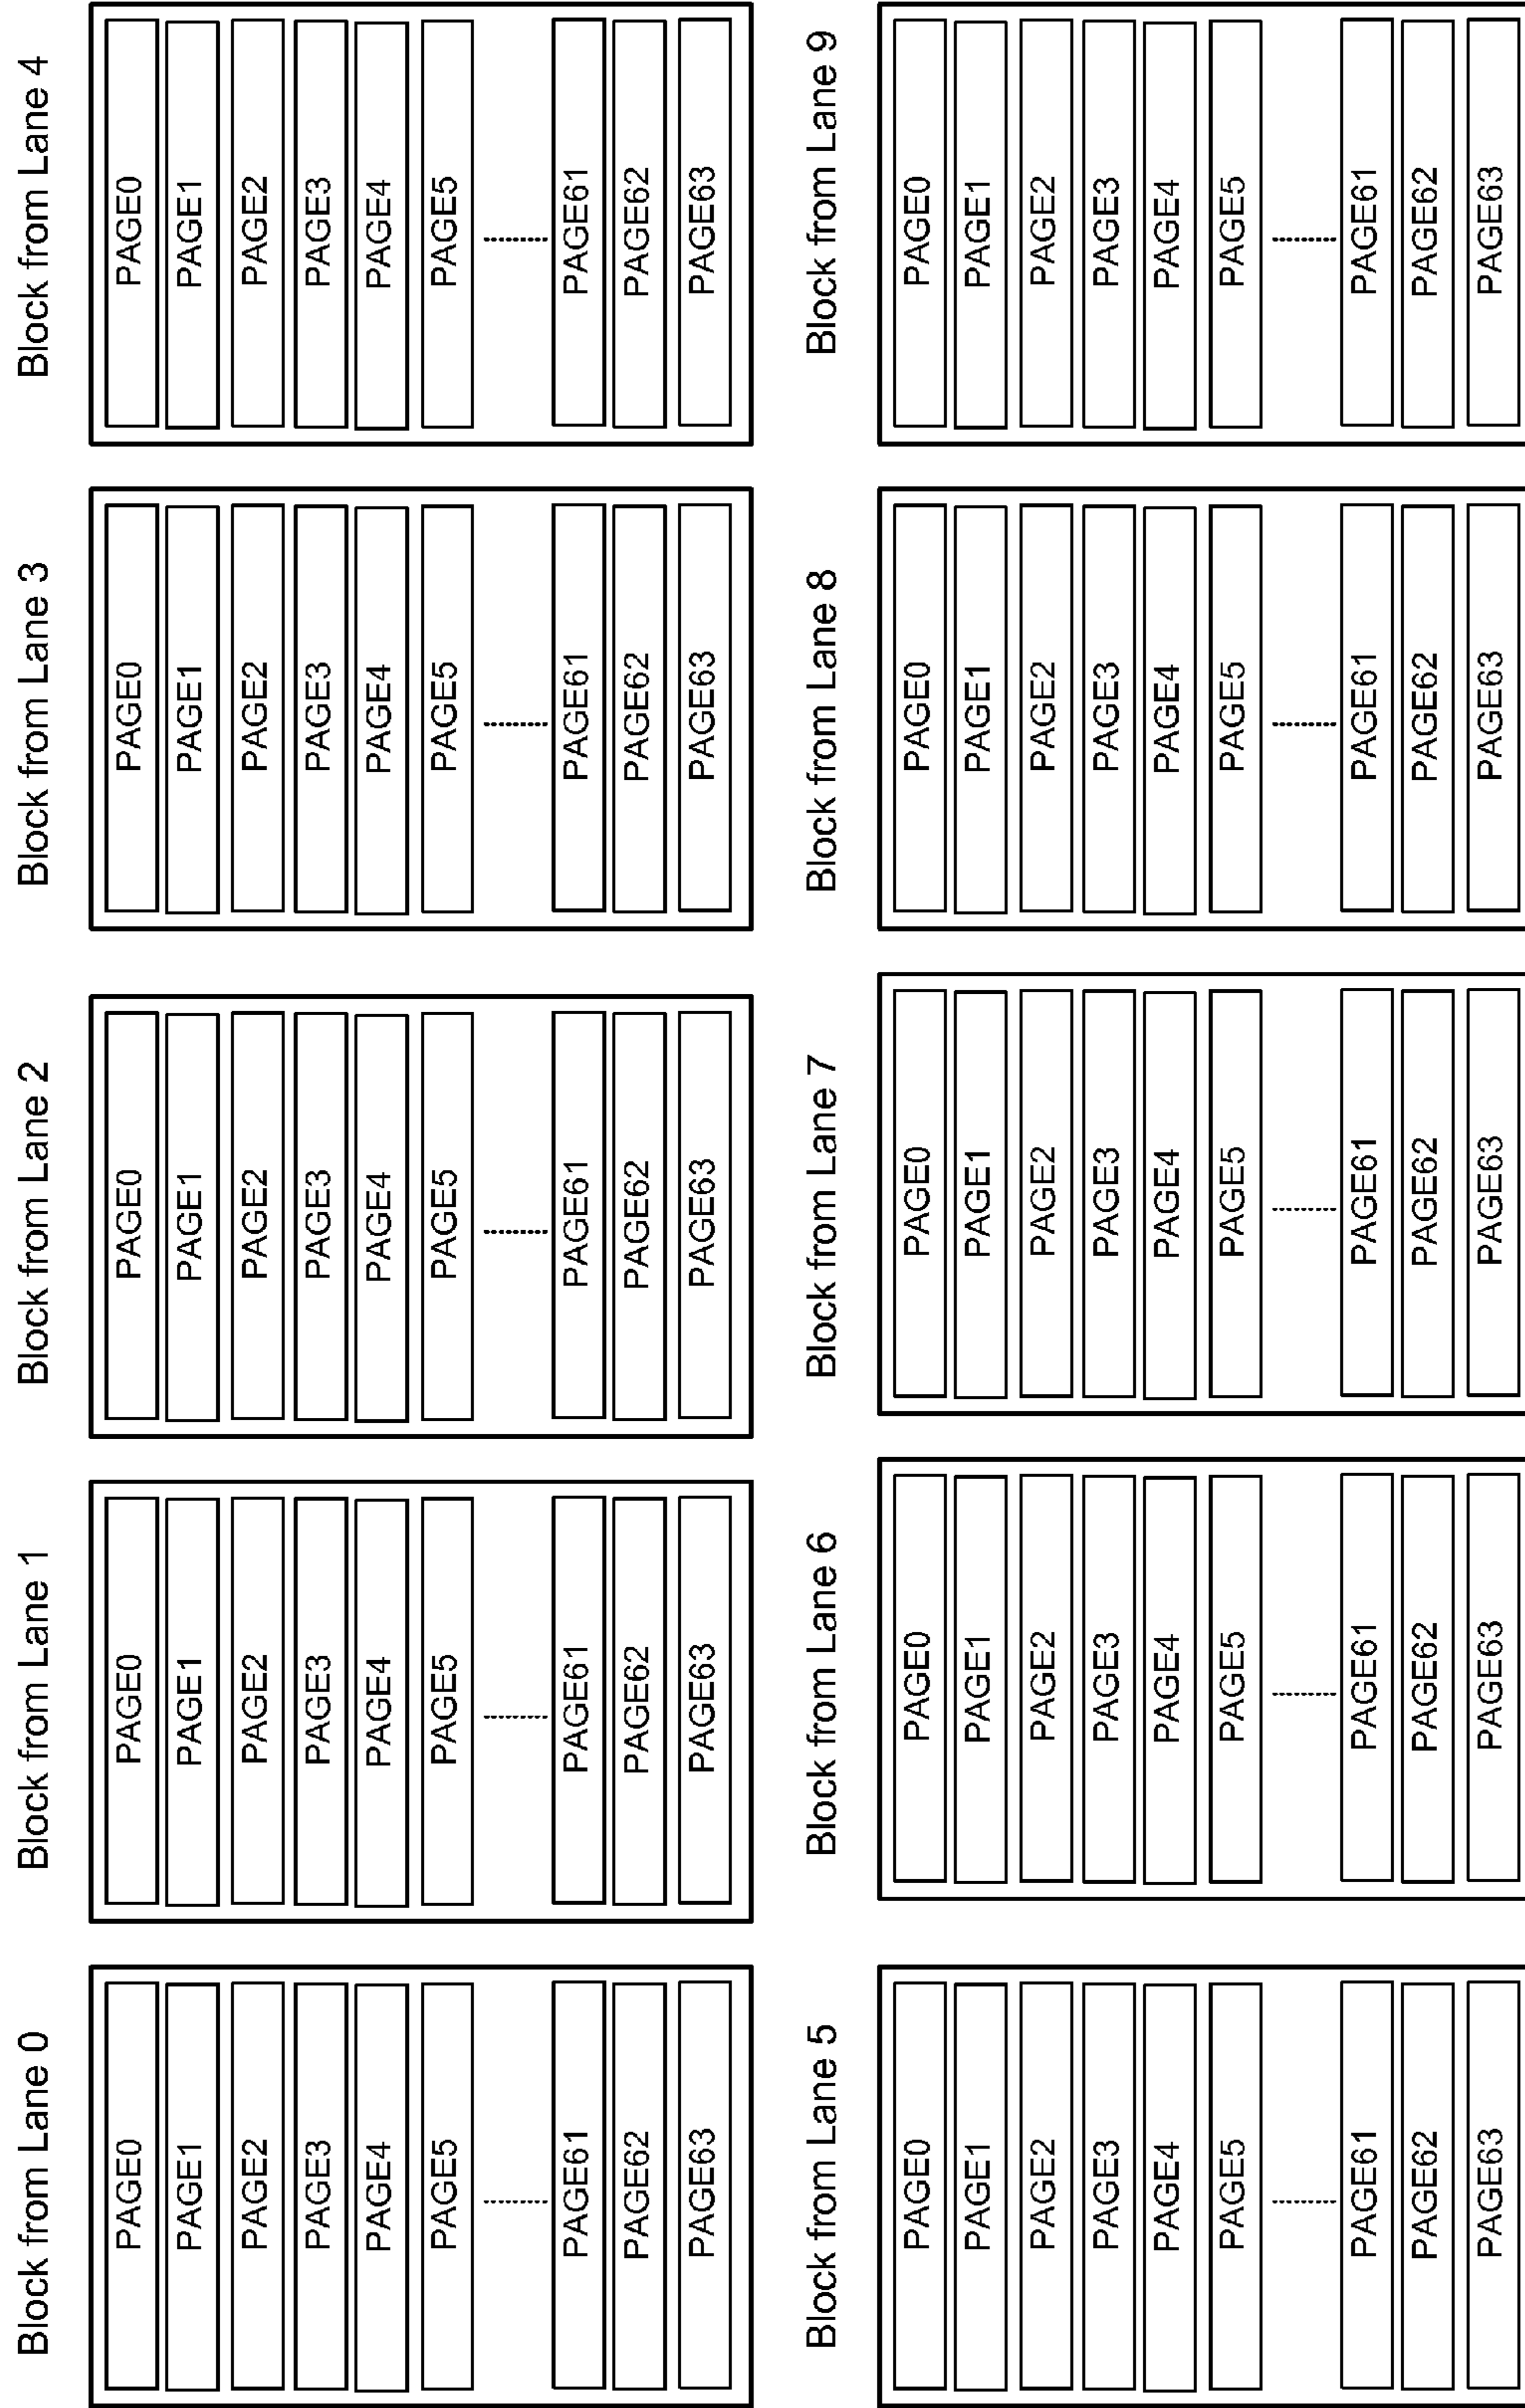 Block from Lane 0
PAGE0
PAGE1
PAGE2
PAGE3
PAGE4
PAGE5
PAGE61
PAGE62
PAGE63
Block from Lane 1
PAGE0
PAGE1
PAGE2
PAGE3
PAGE4
PAGE5
PAGE61
PAGE62
PAGE63
Block from Lane 2
PAGE0
PAGE1
PAGE2
PAGE3
PAGE4
PAGE5
PAGE61
PAGE62
PAGE63
Block from Lane 3
PAGE0
PAGE1
PAGE2
PAGE3
PAGE4
PAGE5
PAGE61
PAGE62
PAGE63
Block from Lane 4
PAGE0
PAGE1
PAGE2
PAGE3
PAGE4
PAGE5
PAGE61
PAGE62
PAGE63
Block from Lane 5
PAGE0
PAGE1
PAGE2
PAGE3
PAGE4
PAGE5
PAGE61
PAGE62
PAGE63
Block from Lane 6
PAGE0
PAGE1
PAGE2
PAGE3
PAGE4
PAGE5
PAGE61
PAGE62
PAGE63
Block from Lane 7
PAGE0
PAGE1
PAGE2
PAGE3
PAGE4
PAGE5
PAGE61
PAGE62
PAGE63
Block from Lane 8
PAGE0
PAGE1
PAGE2
PAGE3
PAGE4
PAGE5
PAGE61
PAGE62
PAGE63
Block from Lane 9
PAGE0
PAGE1
PAGE2
PAGE3
PAGE4
PAGE5
PAGE61
PAGE62
PAGE63